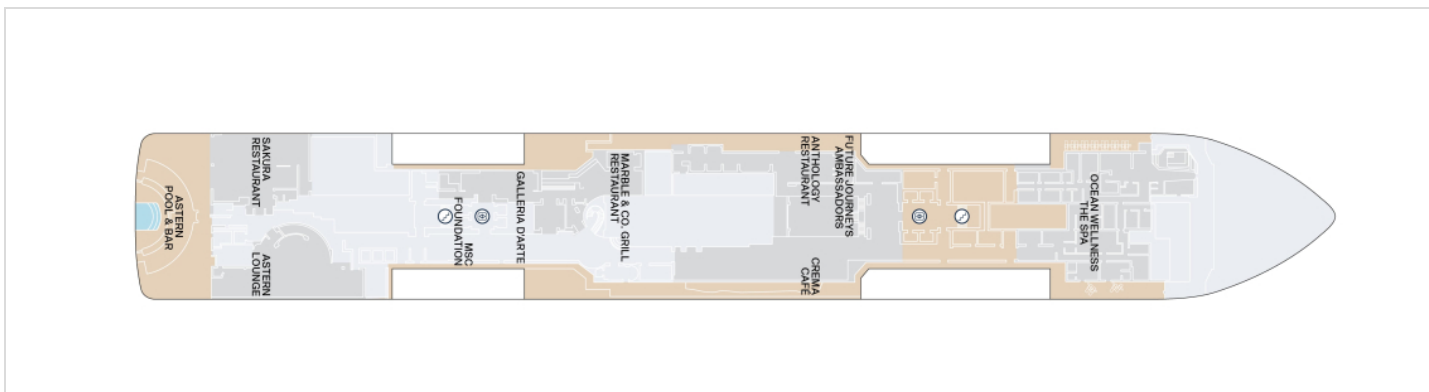 ASTERN
POOL & BAR
SAKURA
RESTAURANT
ASTERN
LOUNGE
MSC
FOUNDATION
GALLERIA D'ARTE
MARBLE & CO. GRILL
RESTAURANT
FUTURE JOURNEYS
AMBASSADORS
ANTHOLOGY
RESTAURANT
CREMA
CAFÉ
OCEAN WELLNESS
THE SPA